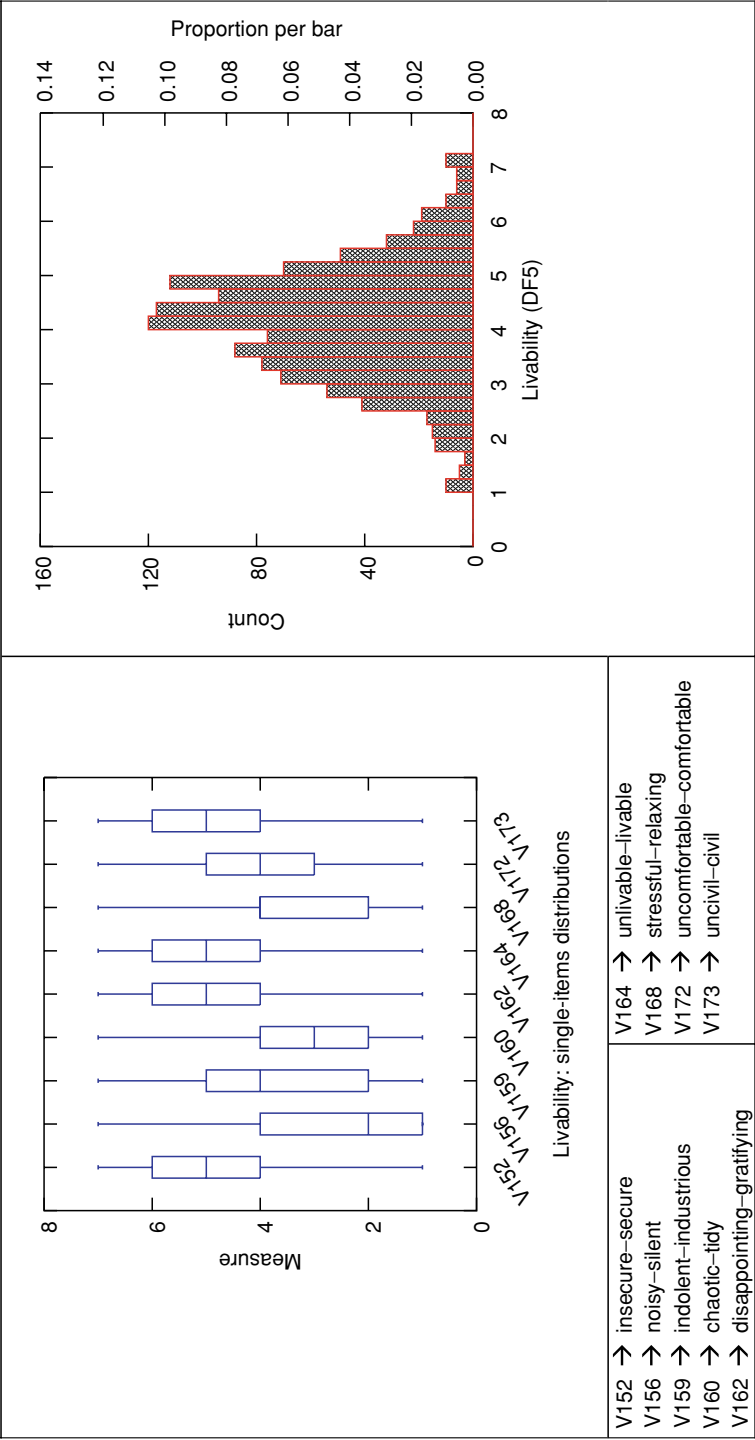 8
6
4
2
0
Measure
V152 V156 V159 V160 V162 V164 V168 V172 V173
Livability: single-items distributions
V152 → insecure–secure
V156 → noisy–silent
V159 → indolent–industrious
V160 → chaotic–tidy
V162 → disappointing–gratifying
V164 → unlivable–livable
V168 → stressful–relaxing
V172 → uncomfortable–comfortable
V173 → uncivil–civil
160
120
80
40
0
Count
0 1 2 3 4 5 6 7 8
Livability (DF5)
0.14
0.12
0.10
0.08
0.06
0.04
0.02
0.00
Proportion per bar